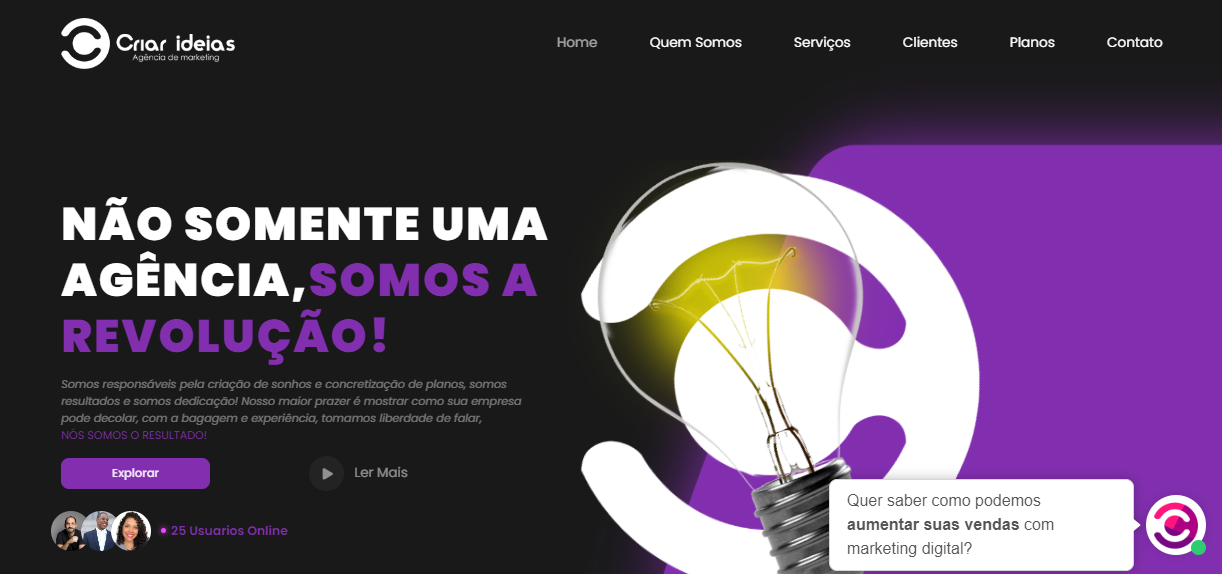 Criar ideias
Agência de marketing
Home
Quem Somos
Serviços
Clientes
Planos
Contato
NÃO SOMENTE UMA
AGÊNCIA,SOMOS A
REVOLUÇÃO!
Somos responsáveis pela criação de sonhos e concretização de planos, somos
resultados e somos dedicação! Nosso maior prazer é mostrar como sua empresa
pode decolar, com a bagagem e experiência, tomamos liberdade de falar,
NÓS SOMOS O RESULTADO!
Explorar
Ler Mais
25 Usuarios Online
Quer saber como podemos
aumentar suas vendas com
marketing digital?